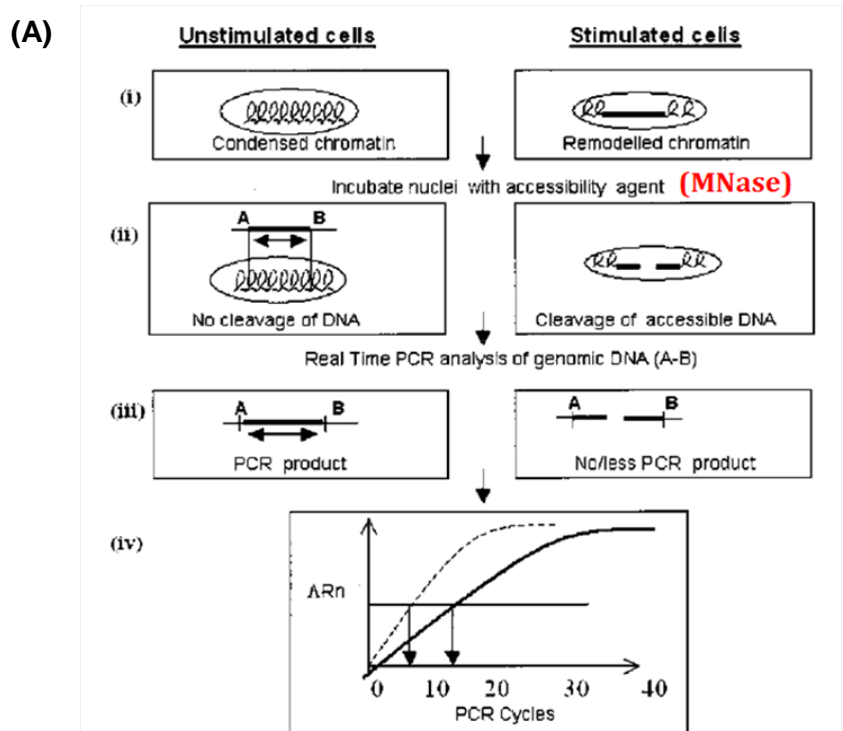 (A)
Unstimulated cells Stimulated cells
(i)
Condensed chromatin Remodelled chromatin
Incubate nuclei with accessibility agent (MNase)
A B
(ii)
No cleavage of DNA Cleavage of accessible DNA
Real Time PCR analysis of genomic DNA (A-B)
(iii) A B A B
PCR product No/less PCR product
(iv)
ΔRn
0 10 20 30 40
PCR Cycles